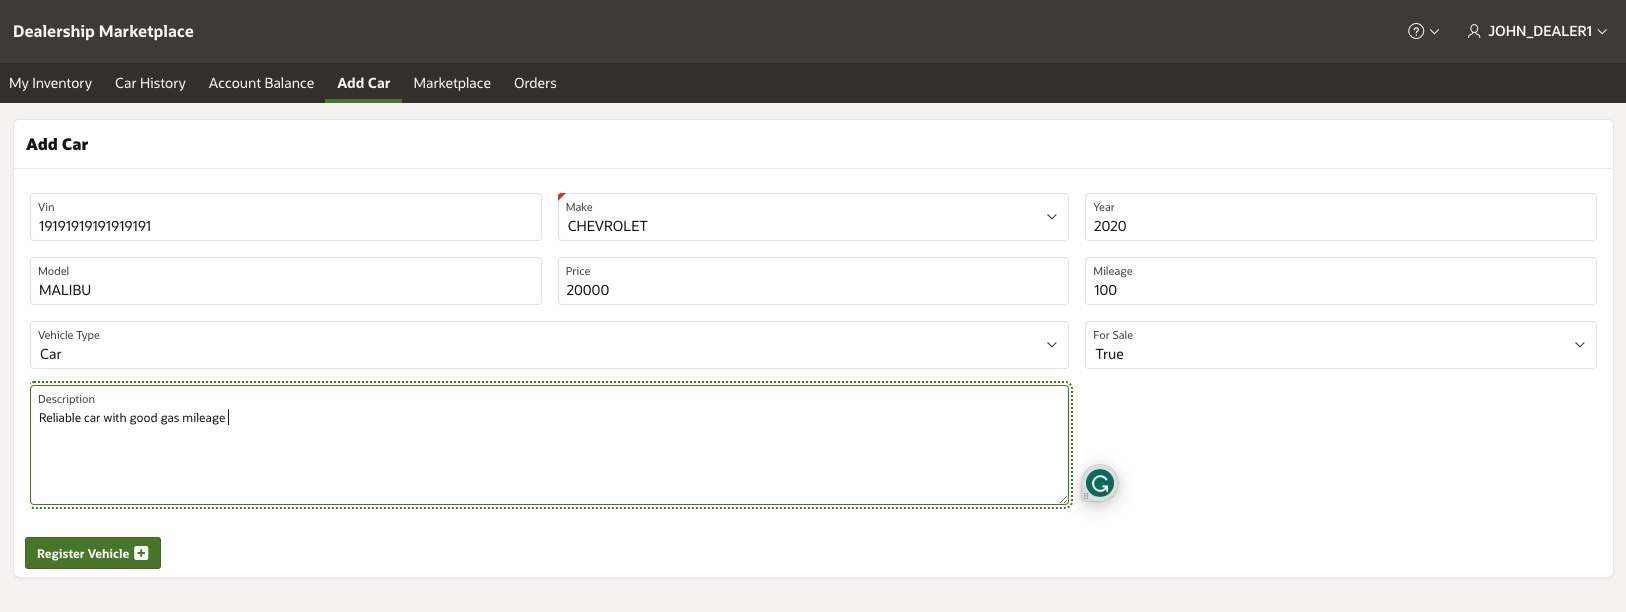 Dealership Marketplace
JOHN_DEALER1
My Inventory Car History Account Balance Add Car Marketplace Orders
Add Car
Vin Make Year
19191919191919191 CHEVROLET 2020
Model Price Mileage
MALIBU 20000 100
Vehicle Type For Sale
Car True
Description
Reliable car with good gas mileage
Register Vehicle